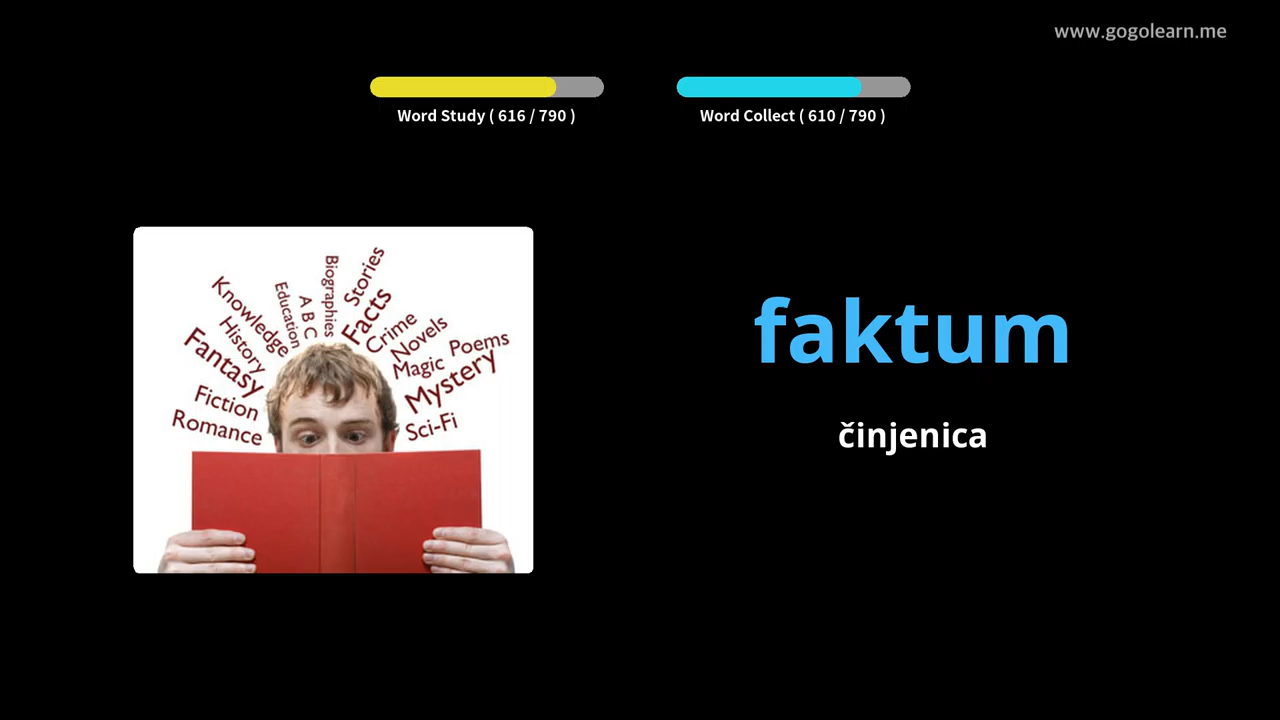 www.gogolearn.me
Word Study ( 616 / 790 )
Word Collect ( 610 / 790 )
Romance
Fiction
Fantasy
History
Knowledge
Education
A B C
Biographies
Stories
Facts
Crime
Novels
Magic
Poems
Mystery
Sci-Fi
faktum
činjenica